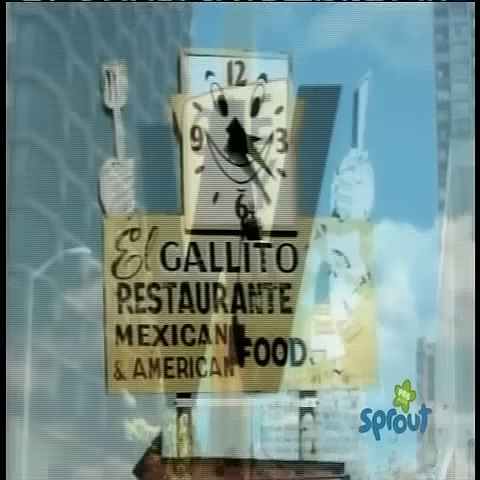 12
9 3
6
El GALLITO
RESTAURANTE
MEXICAN
& AMERICAN FOOD
sprout